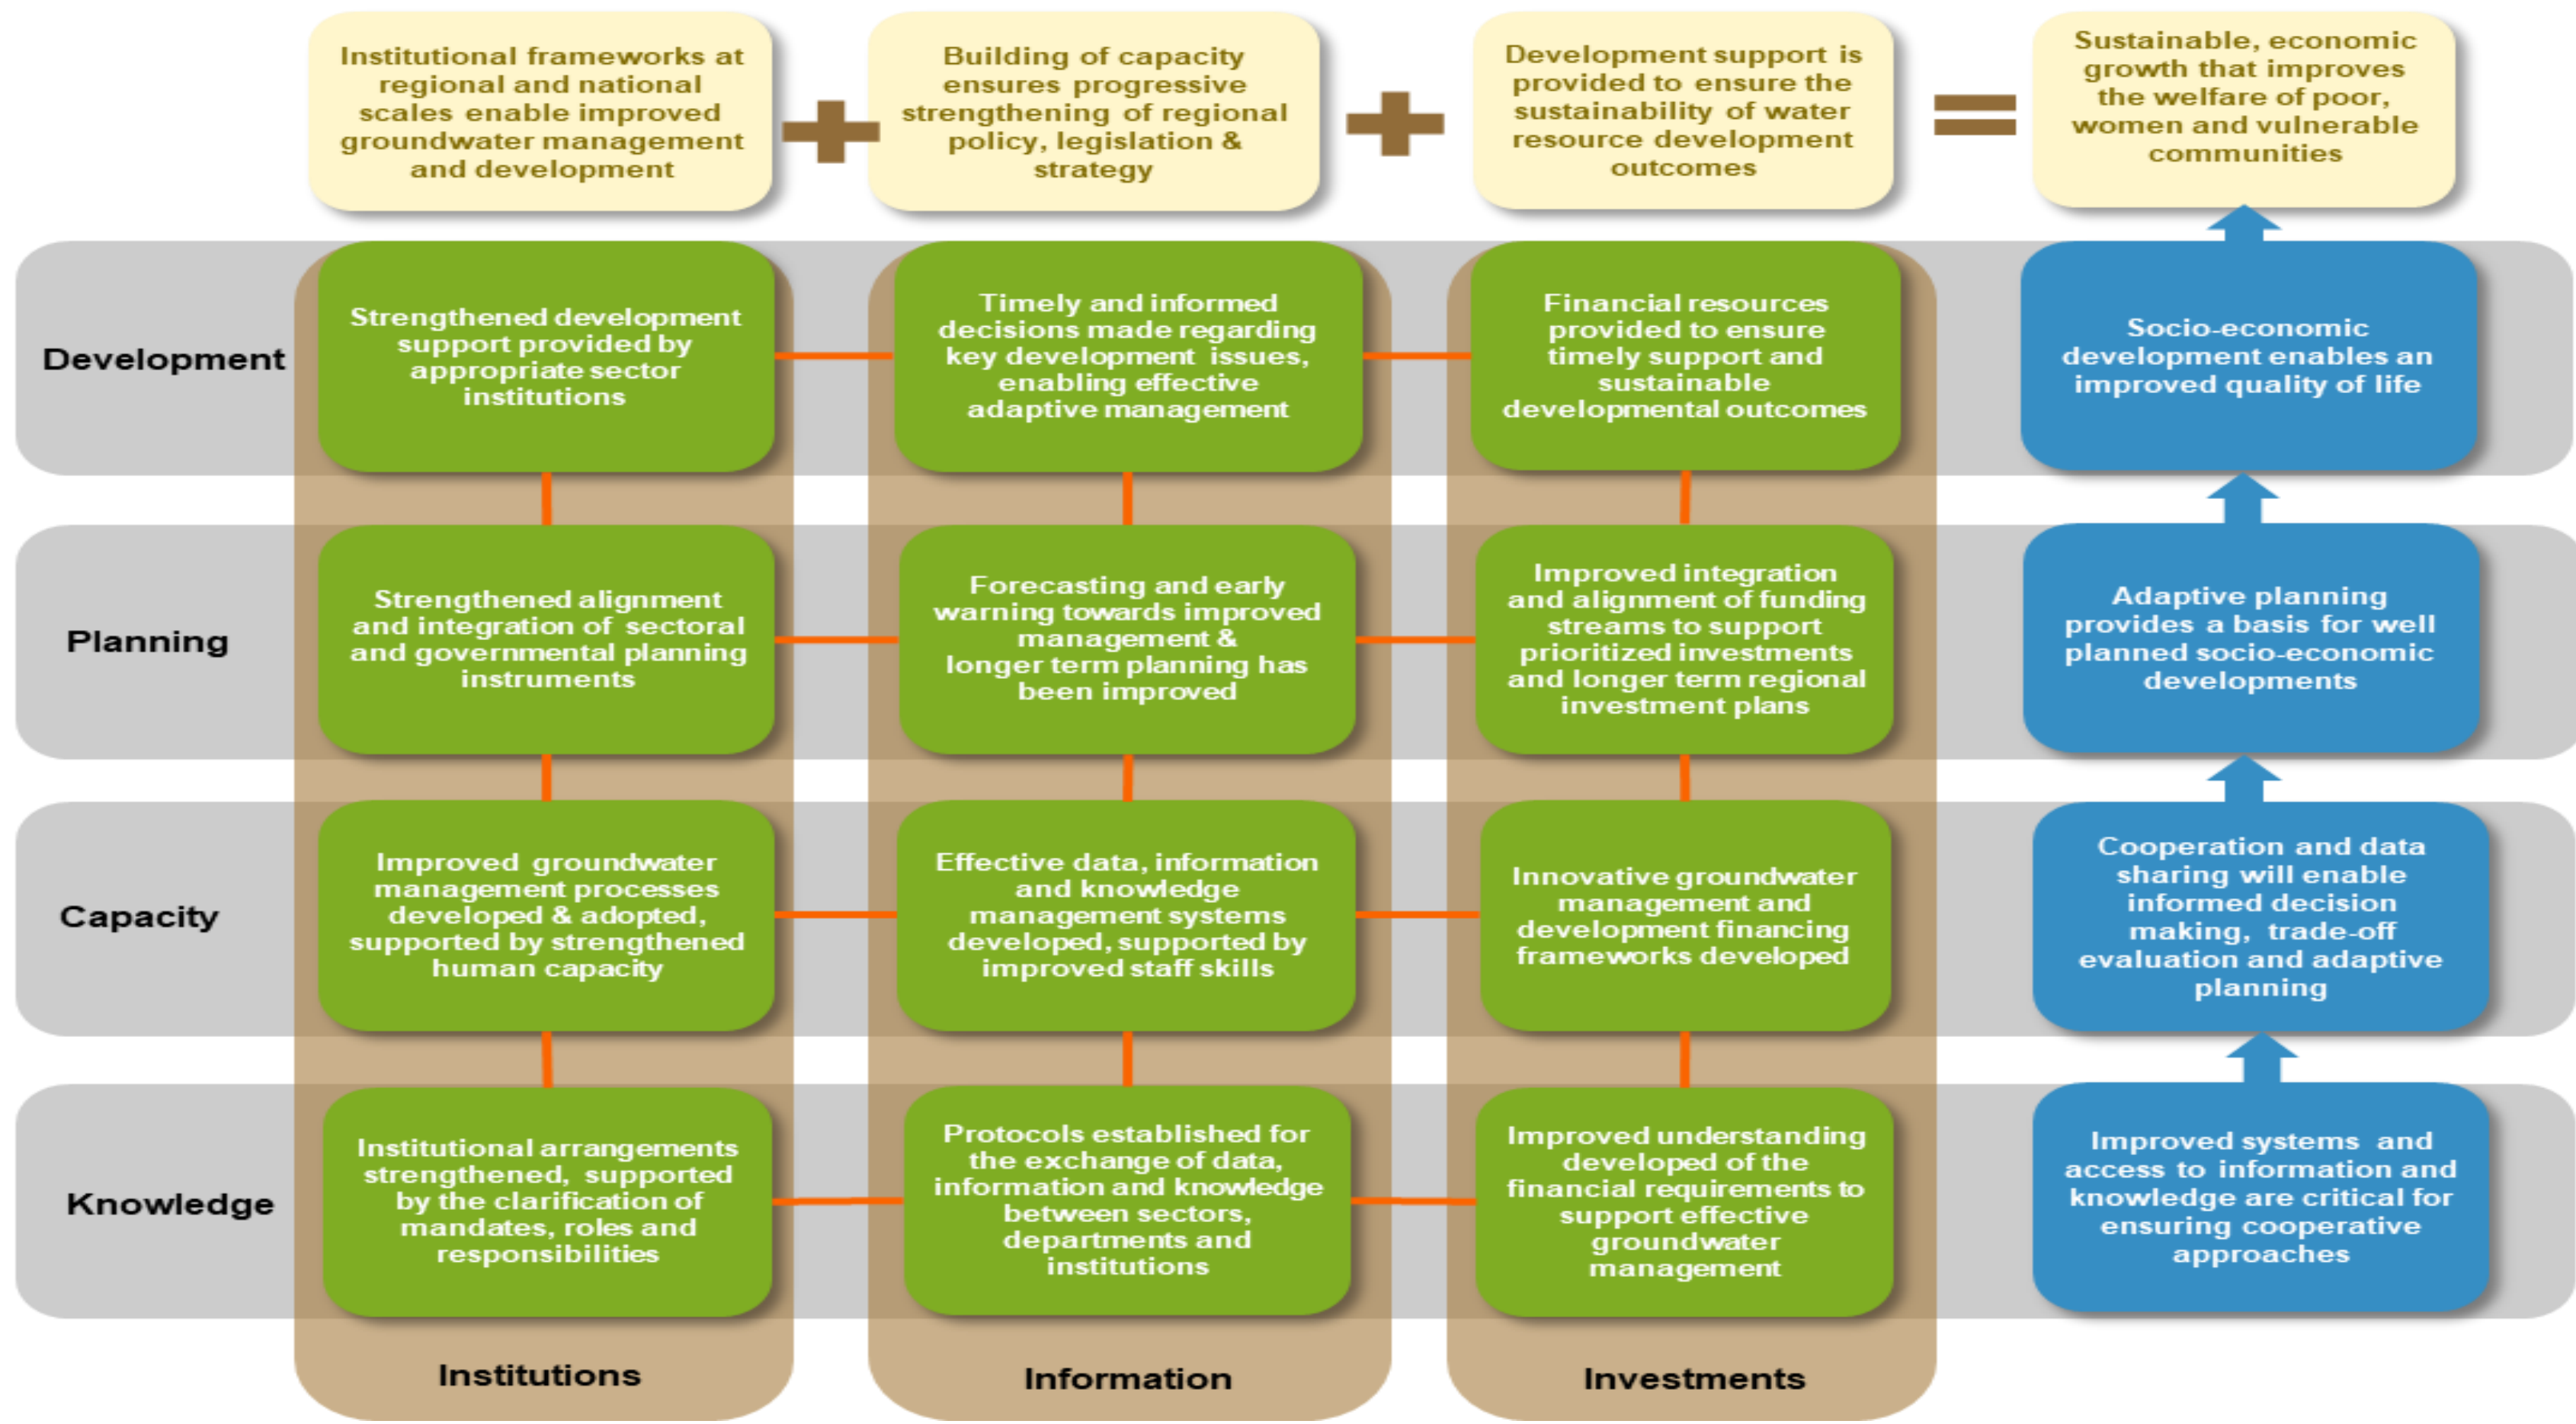 Institutional frameworks at
regional and national
scales enable improved
groundwater management
and development
Building of capacity
ensures progressive
strengthening of regional
policy, legislation &
strategy
Development support is
provided to ensure the
sustainability of water
resource development
outcomes
Sustainable, economic
growth that improves
the welfare of poor,
women and vulnerable
communities
Development
Strengthened development
support provided by
appropriate sector
institutions
Timely and informed
decisions made regarding
key development issues,
enabling effective
adaptive management
Financial resources
provided to ensure
timely support and
sustainable
developmental outcomes
Socio-economic
development enables an
improved quality of life
Planning
Strengthened alignment
and integration of sectoral
and governmental planning
instruments
Forecasting and early
warning towards improved
management &
longer term planning has
been improved
Improved integration
and alignment of funding
streams to support
prioritized investments
and longer term regional
investment plans
Adaptive planning
provides a basis for well
planned socio-economic
developments
Capacity
Improved groundwater
management processes
developed & adopted,
supported by strengthened
human capacity
Effective data, information
and knowledge
management systems
developed, supported by
improved staff skills
Innovative groundwater
management and
development financing
frameworks developed
Cooperation and data
sharing will enable
informed decision
making, trade-off
evaluation and adaptive
planning
Knowledge
Institutional arrangements
strengthened, supported
by the clarification of
mandates, roles and
responsibilities
Protocols established for
the exchange of data,
information and knowledge
between sectors,
departments and
institutions
Improved understanding
developed of the
financial requirements to
support effective
groundwater
management
Improved systems and
access to information and
knowledge are critical for
ensuring cooperative
approaches
Institutions
Information
Investments